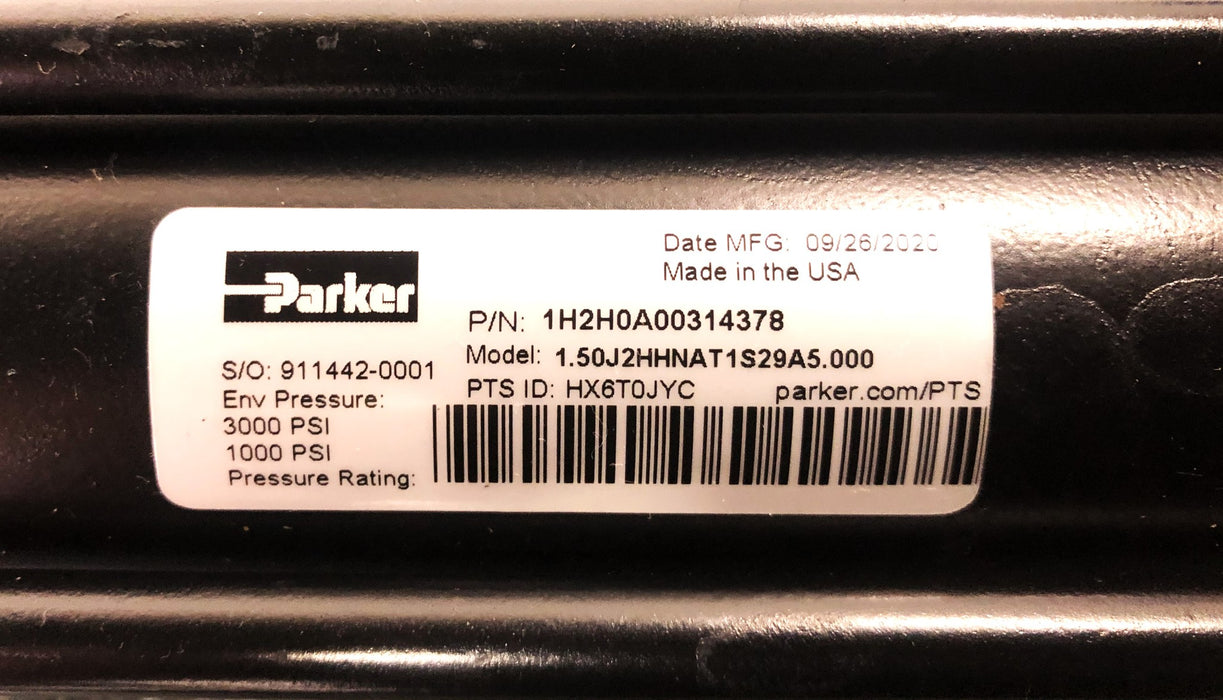 Parker
Date MFG: 09/26/2020
Made in the USA
P/N: 1H2H0A00314378
Model: 1.50J2HHNAT1S29A5.000
PTS ID: HX6T0JYC parker.com/PTS
S/O: 911442-0001
Env Pressure:
3000 PSI
1000 PSI
Pressure Rating: